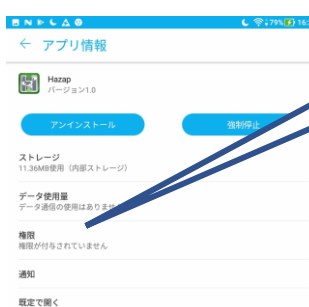 79% 16:
← アプリ情報
Hazap
バージョン1.0
アンインストール 強制停止
ストレージ
11.36MB使用（内部ストレージ）
データ使用量
データ通信の使用はありません
権限
権限が付与されていません
通知
既定で開く